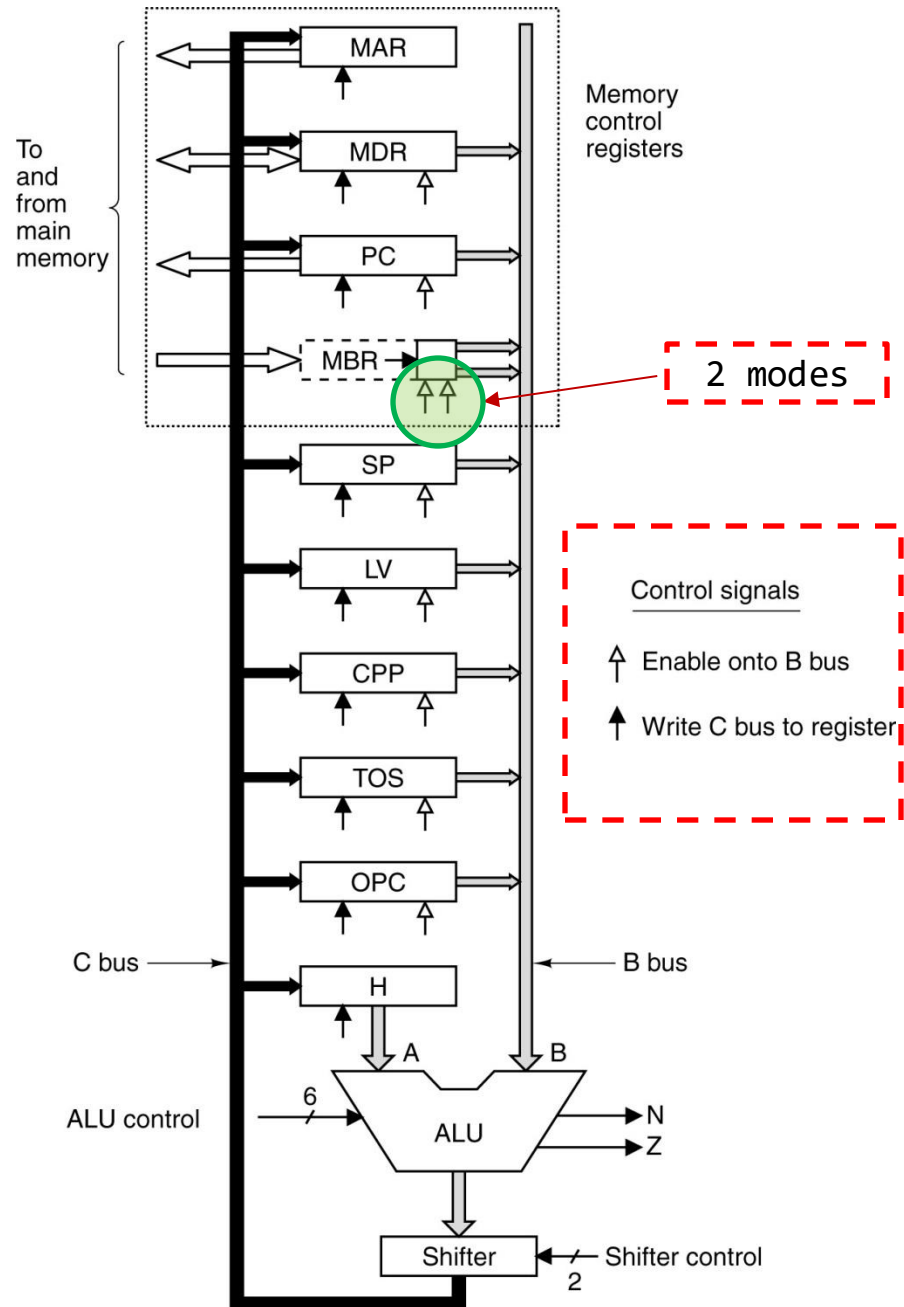 MAR
Memory
control
registers
To
and
from
main
memory
MDR
PC
MBR
2 modes
SP
LV
Control signals
Enable onto B bus
Write C bus to register
CPP
TOS
OPC
C bus
B bus
H
A
B
6
ALU control
ALU
N
Z
Shifter
Shifter control
2